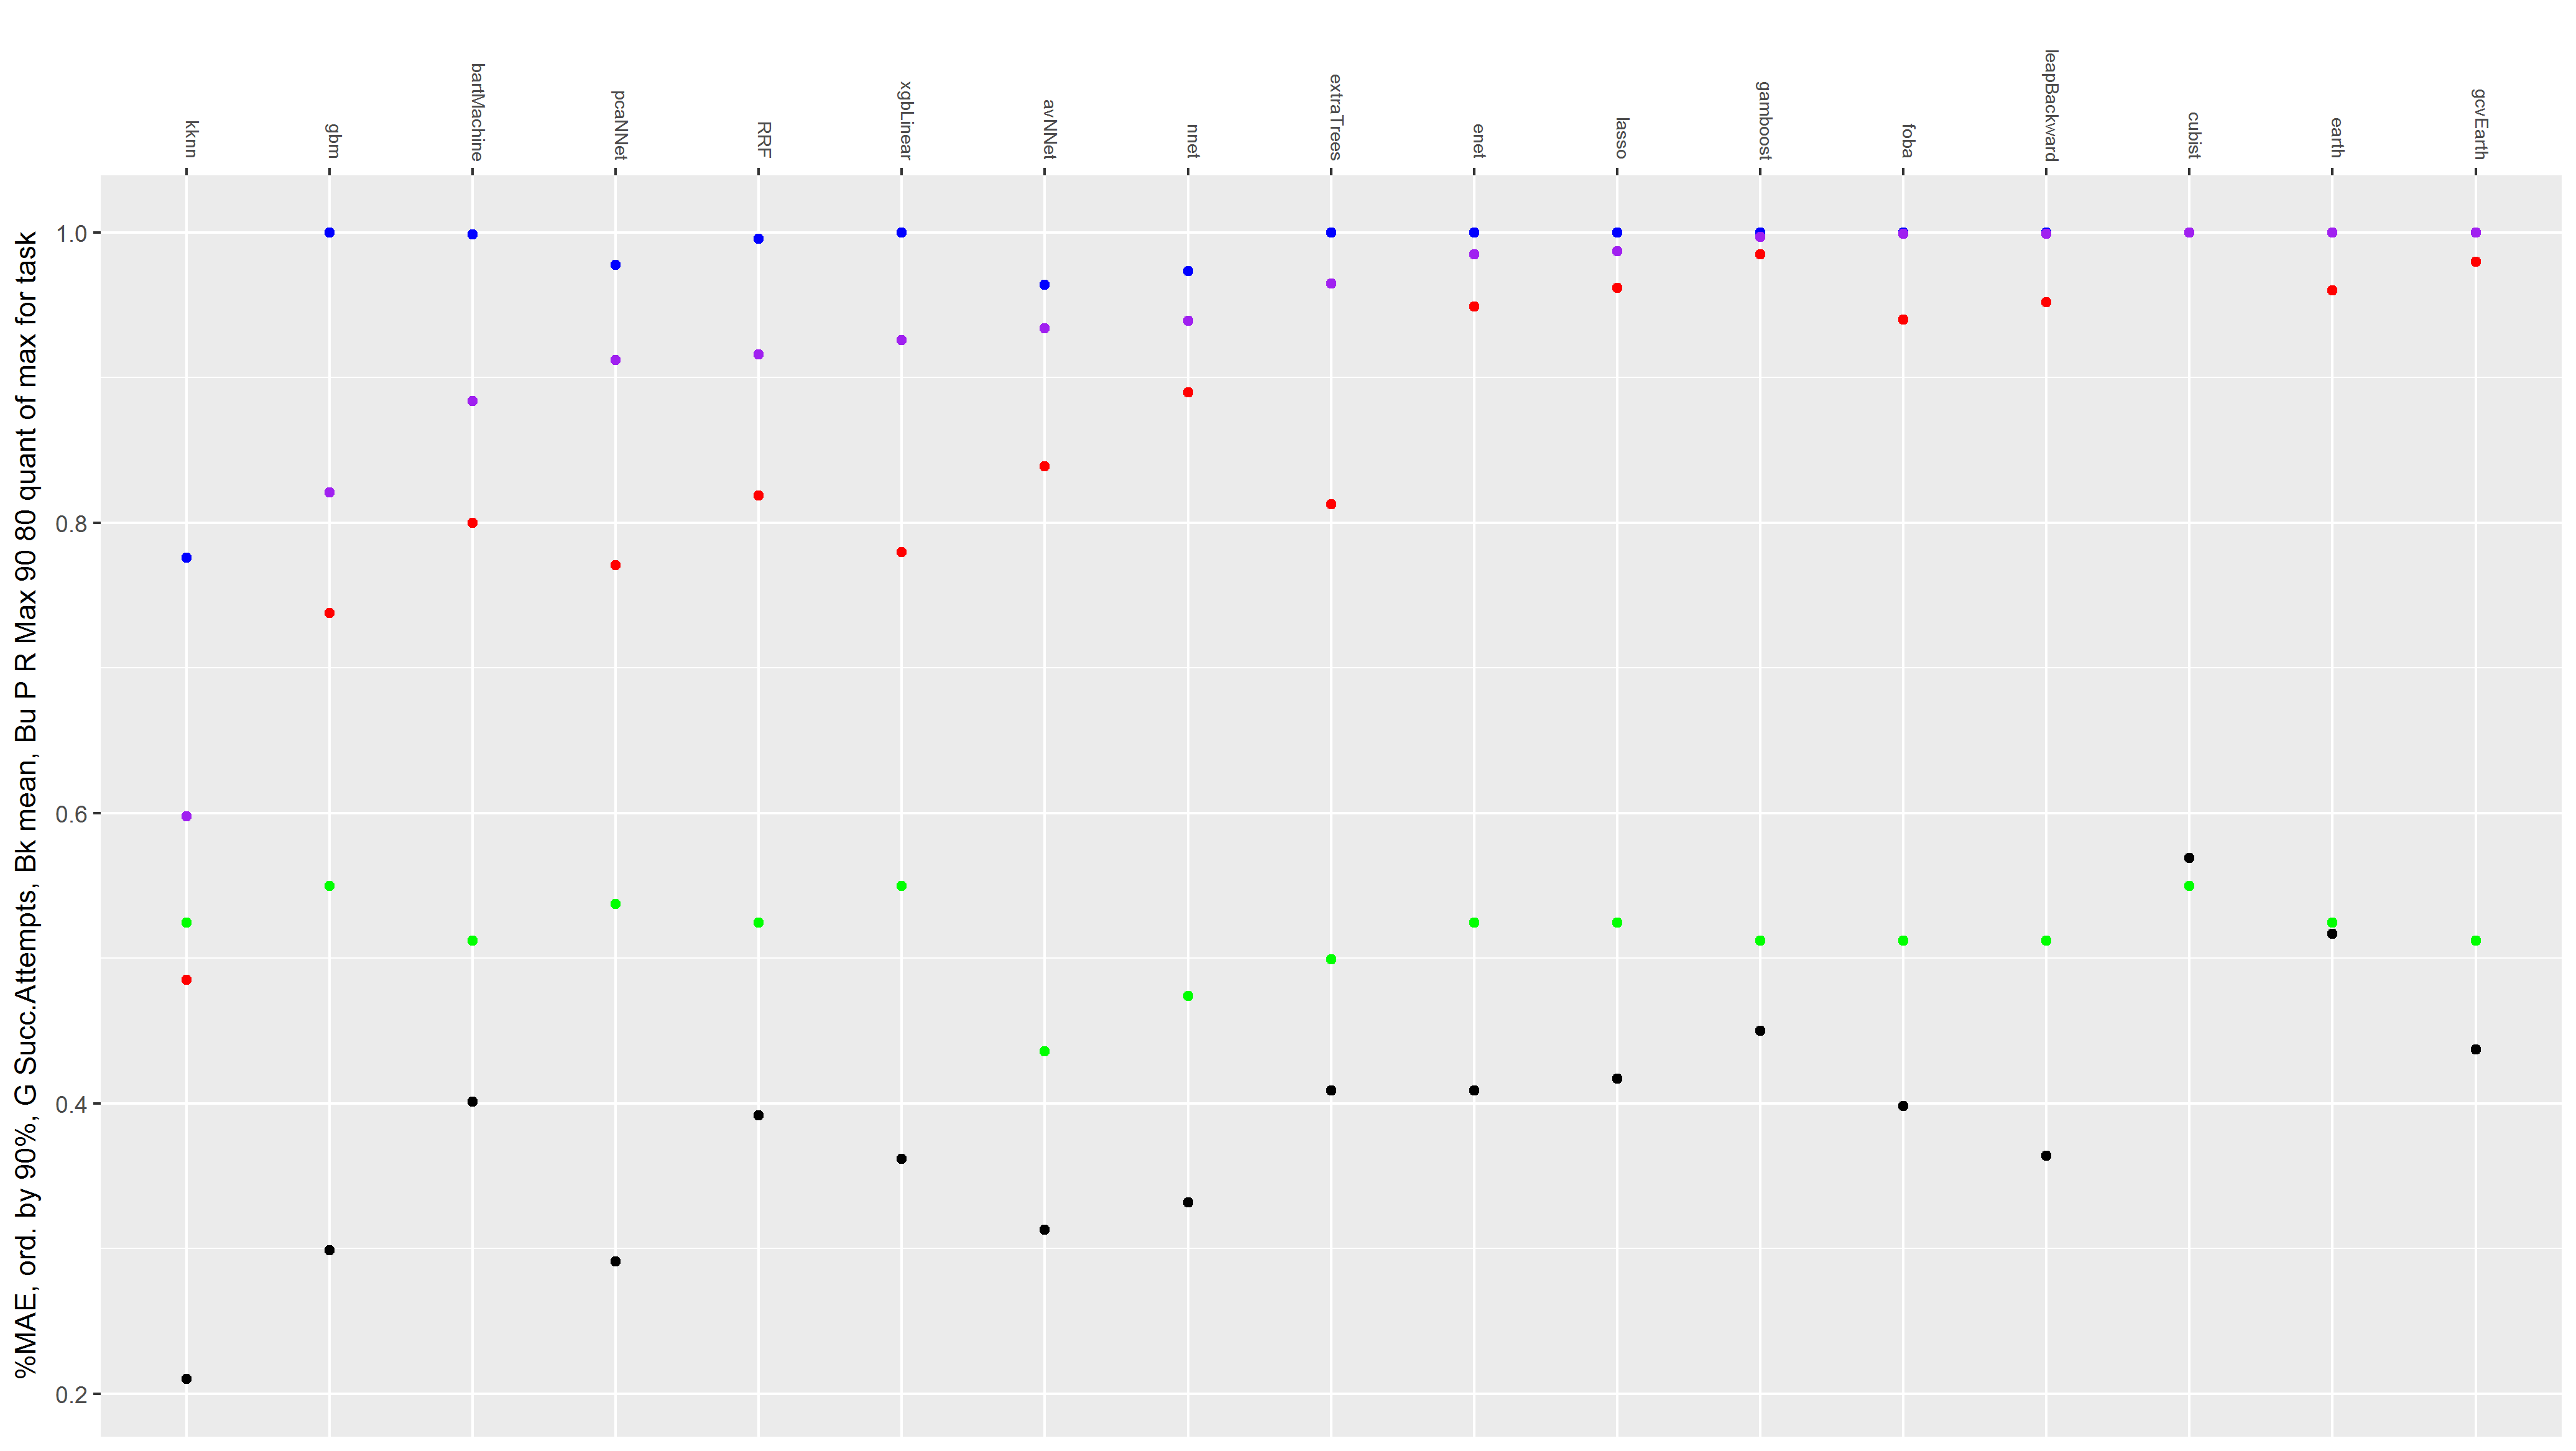 kknn
gbm
bartMachine
pcaNNet
RRF
xgbLinear
avNNet
nnet
extraTrees
enet
lasso
gamboost
foba
leapBackward
cubist
earth
gcvEarth
%MAE, ord. by 90%, G Succ.Attempts, Bk mean, Bu P R Max 90 80 quant of max for task
1.0
0.8
0.6
0.4
0.2